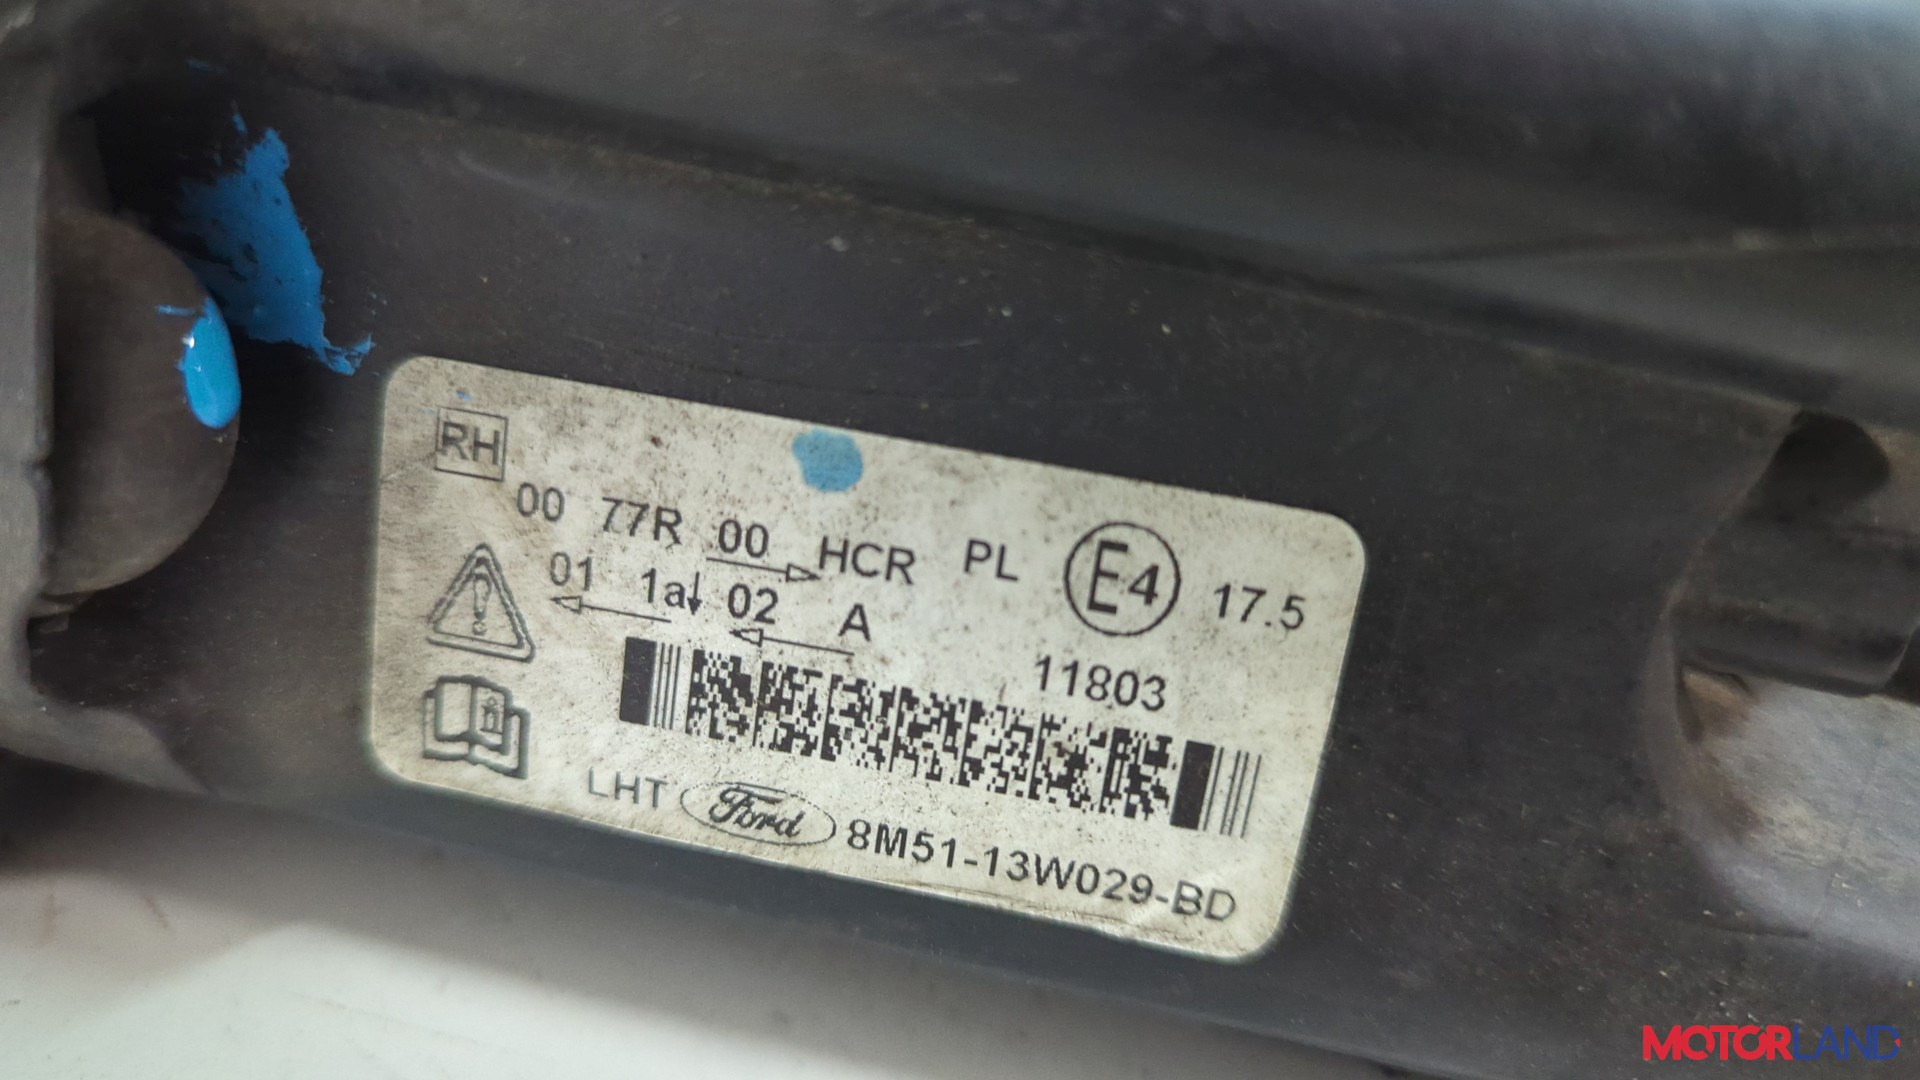 RH
00 77R 00 HCR PL E4 17.5
01 1a 02 A
11803
LHT Ford 8M51-13W029-BD
MOTORLAND